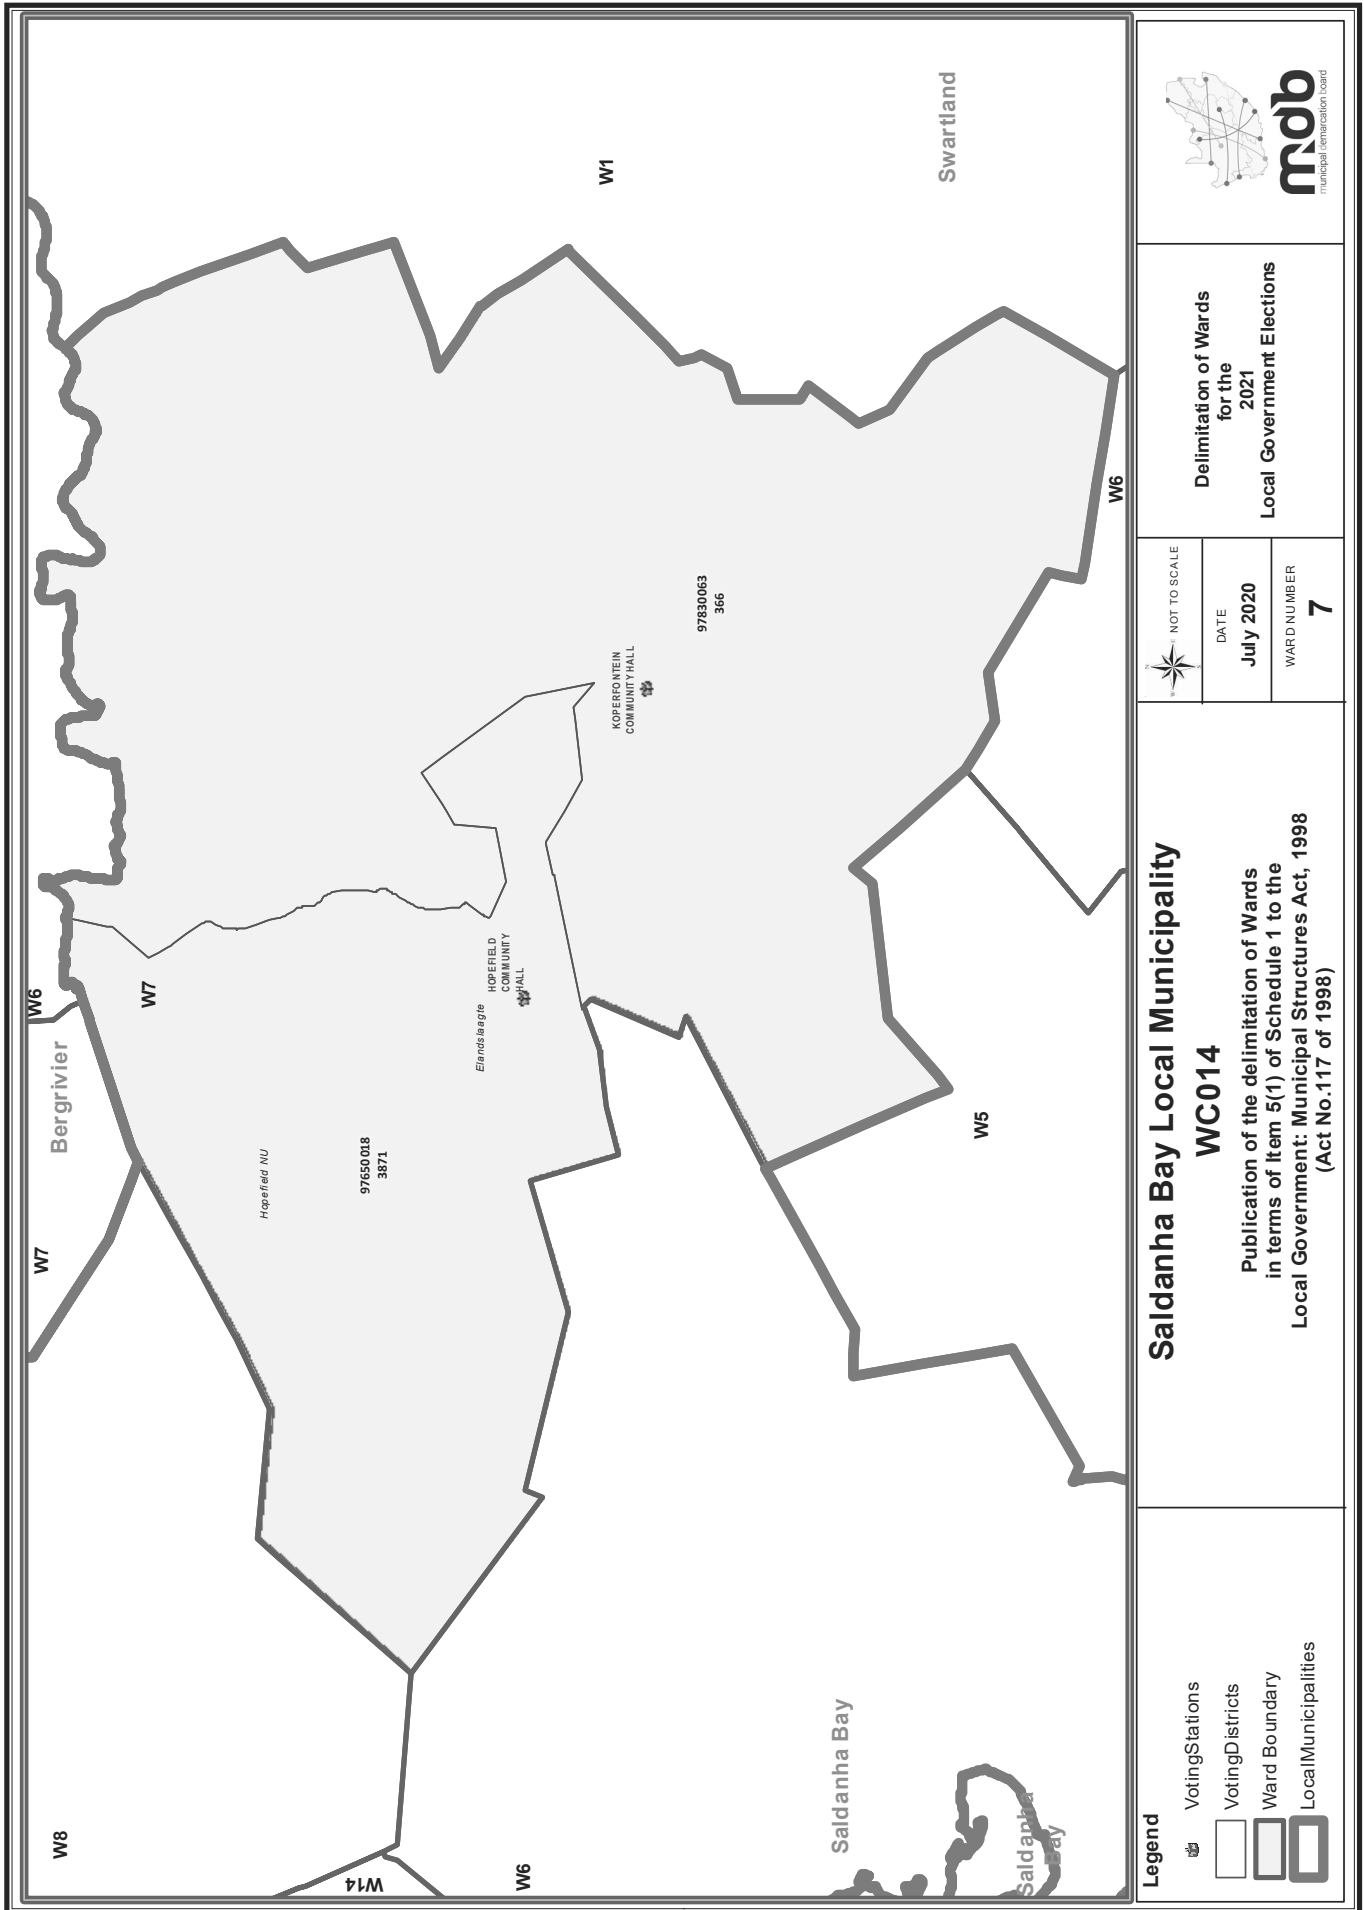 W8
W14
W6
W7
W6
Bergrivier
W7
Hopefield NU
97650018
3871
Elandslaagte
HOPEFIELD
COMMUNITY
HALL
KOPERFONTEIN
COMMUNITY HALL
97830063
366
W1
Swartland
W5
W6
Saldanha Bay
Saldanha
Bay
Legend
VotingStations
VotingDistricts
Ward Boundary
LocalMunicipalities
Saldanha Bay Local Municipality
WC014
Publication of the delimitation of Wards
in terms of Item 5(1) of Schedule 1 to the
Local Government: Municipal Structures Act, 1998
(Act No.117 of 1998)
N
W
E
S
NOT TO SCALE
DATE
July 2020
WARD NUMBER
7
Delimitation of Wards
for the
2021
Local Government Elections
mdb
municipal demarcation board